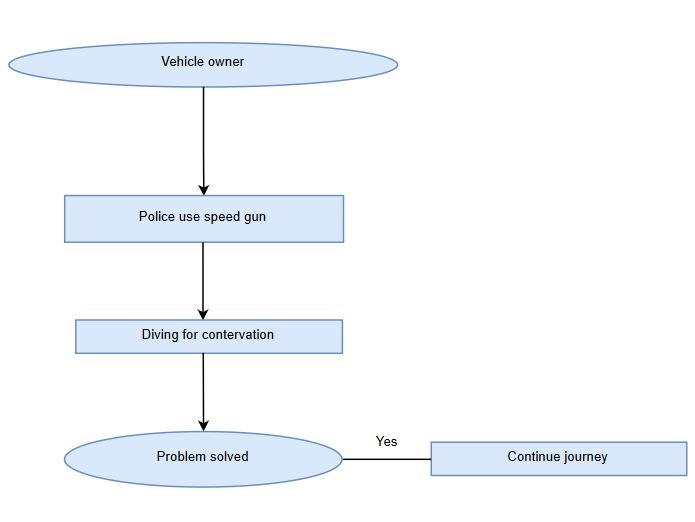 Vehicle owner
Police use speed gun
Diving for contervation
Problem solved
Yes
Continue journey